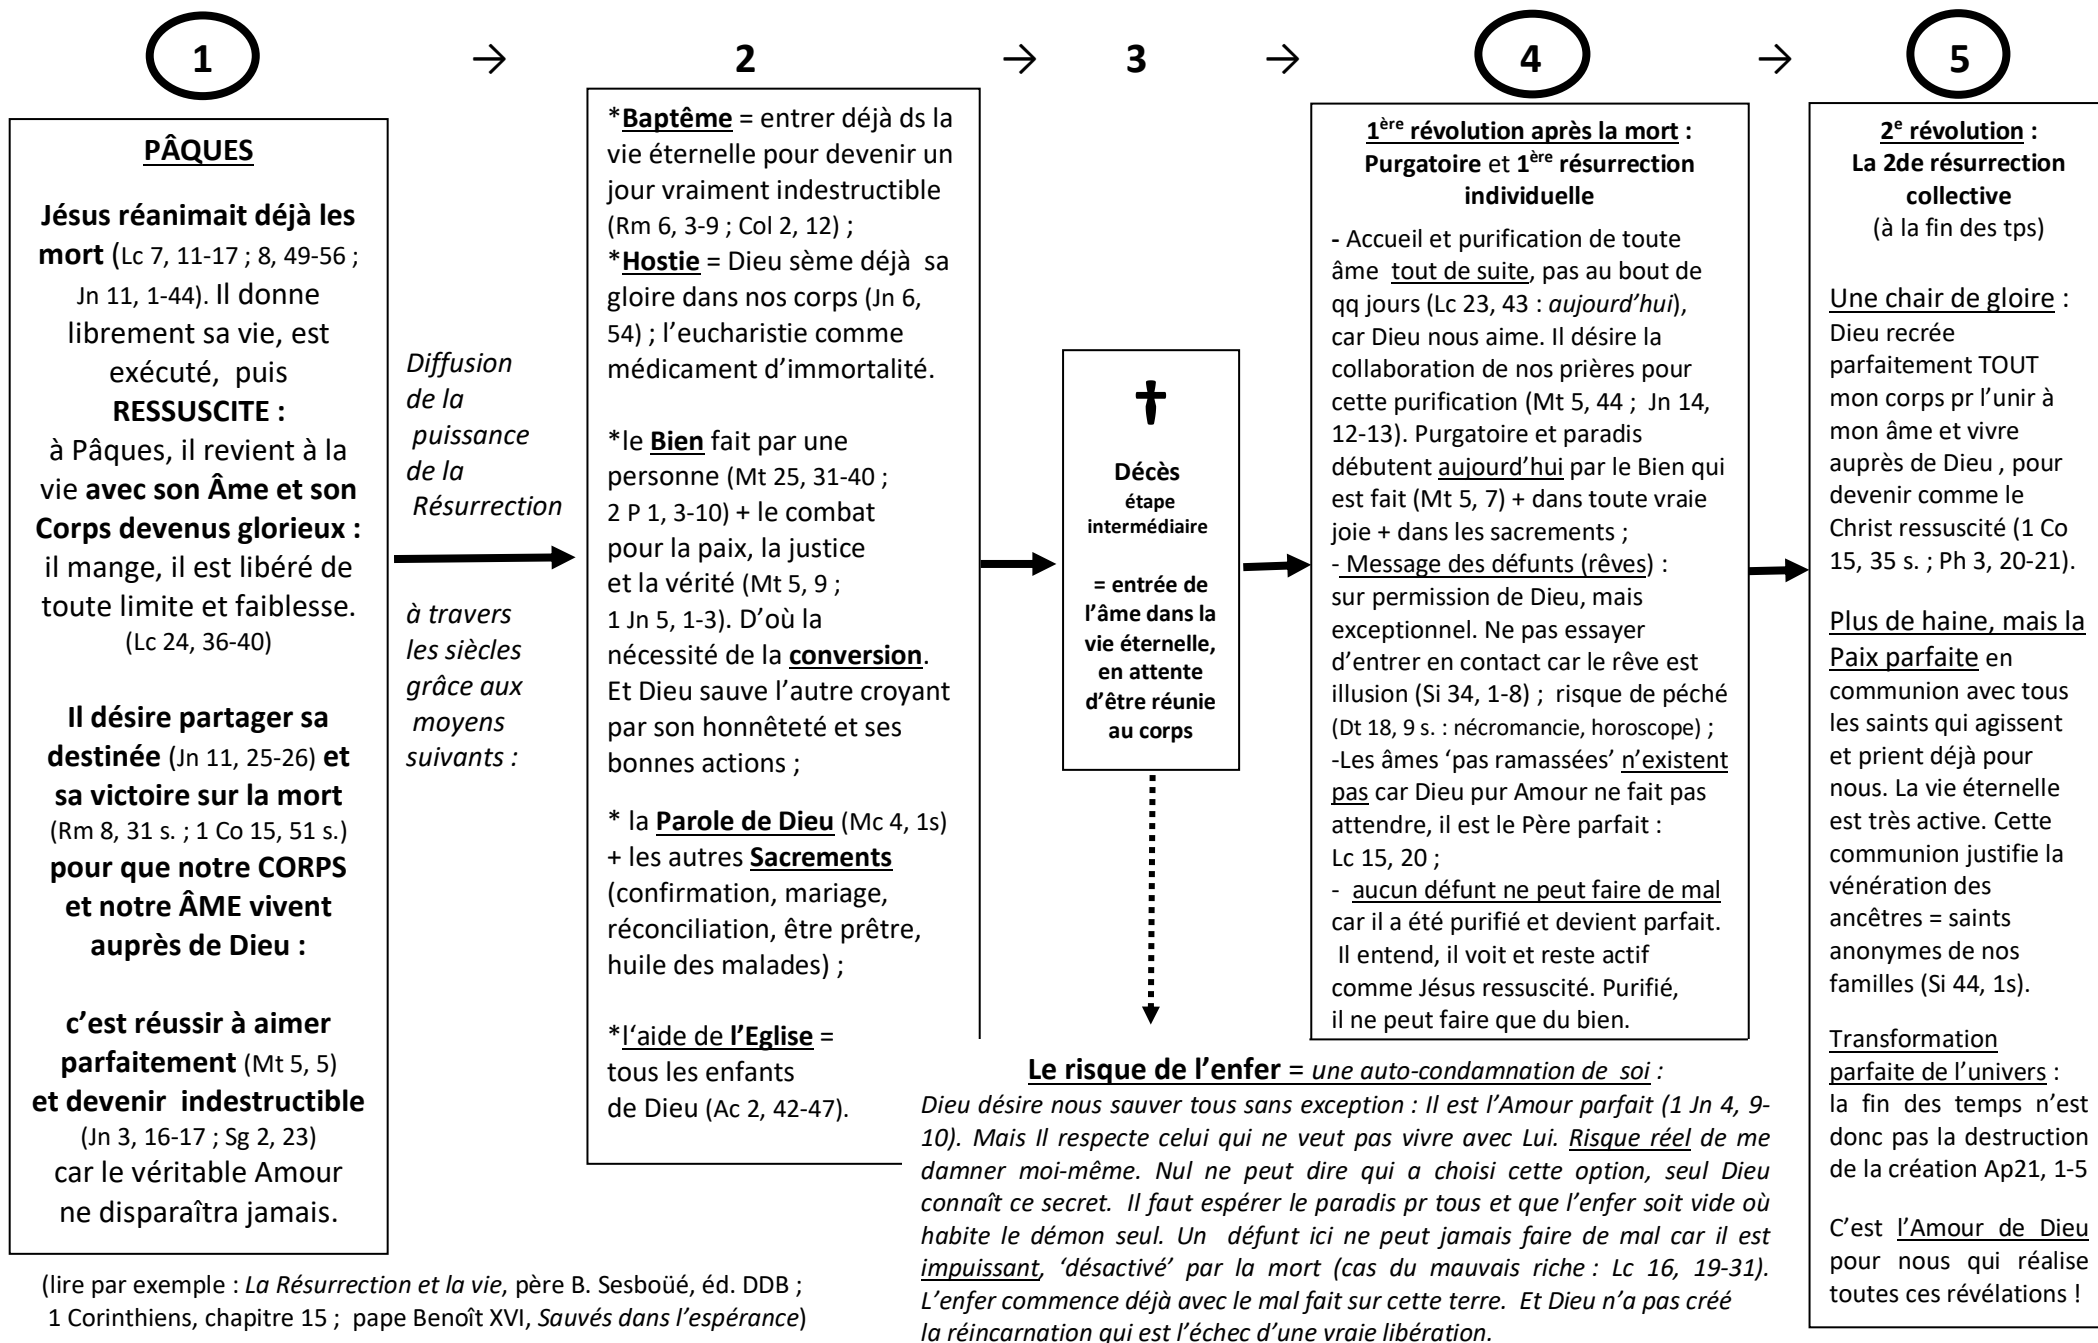 1 → 2 → 3 → 4 → 5
PÂQUES
Jésus réanimait déjà les
mort (Lc 7, 11-17 ; 8, 49-56 ;
Jn 11, 1-44). Il donne
librement sa vie, est
exécuté, puis
RESSUSCITE :
à Pâques, il revient à la
vie avec son Âme et son
Corps devenus glorieux :
il mange, il est libéré de
toute limite et faiblesse.
(Lc 24, 36-40)
Il désire partager sa
destinée (Jn 11, 25-26) et
sa victoire sur la mort
(Rm 8, 31 s. ; 1 Co 15, 51 s.)
pour que notre CORPS
et notre ÂME vivent
auprès de Dieu :
c’est réussir à aimer
parfaitement (Mt 5, 5)
et devenir indestructible
(Jn 3, 16-17 ; Sg 2, 23)
car le véritable Amour
ne disparaîtra jamais.
(lire par exemple : La Résurrection et la vie, père B. Sesboüé, éd. DDB ;
1 Corinthiens, chapitre 15 ; pape Benoît XVI, Sauvés dans l’espérance)
Diffusion
de la
puissance
de la
Résurrection
à travers
les siècles
grâce aux
moyens
suivants :
*Baptême = entrer déjà ds la
vie éternelle pour devenir un
jour vraiment indestructible
(Rm 6, 3-9 ; Col 2, 12) ;
*Hostie = Dieu sème déjà sa
gloire dans nos corps (Jn 6,
54) ; l’eucharistie comme
médicament d’immortalité.
*le Bien fait par une
personne (Mt 25, 31-40 ;
2 P 1, 3-10) + le combat
pour la paix, la justice
et la vérité (Mt 5, 9 ;
1 Jn 5, 1-3). D’où la
nécessité de la conversion.
Et Dieu sauve l’autre croyant
par son honnêteté et ses
bonnes actions ;
* la Parole de Dieu (Mc 4, 1s)
+ les autres Sacrements
(confirmation, mariage,
réconciliation, être prêtre,
huile des malades) ;
*l‘aide de l’Eglise =
tous les enfants
de Dieu (Ac 2, 42-47).
Décès
étape
intermédiaire
= entrée de
l’âme dans la
vie éternelle,
en attente
d’être réunie
au corps
1ère révolution après la mort :
Purgatoire et 1ère résurrection
individuelle
- Accueil et purification de toute
âme tout de suite, pas au bout de
qq jours (Lc 23, 43 : aujourd’hui),
car Dieu nous aime. Il désire la
collaboration de nos prières pour
cette purification (Mt 5, 44 ; Jn 14,
12-13). Purgatoire et paradis
débutent aujourd’hui par le Bien qui
est fait (Mt 5, 7) + dans toute vraie
joie + dans les sacrements ;
- Message des défunts (rêves) :
sur permission de Dieu, mais
exceptionnel. Ne pas essayer
d’entrer en contact car le rêve est
illusion (Si 34, 1-8) ; risque de péché
(Dt 18, 9 s. : nécromancie, horoscope) ;
-Les âmes ‘pas ramassées’ n’existent
pas car Dieu pur Amour ne fait pas
attendre, il est le Père parfait :
Lc 15, 20 ;
- aucun défunt ne peut faire de mal
car il a été purifié et devient parfait.
Il entend, il voit et reste actif
comme Jésus ressuscité. Purifié,
il ne peut faire que du bien.
Le risque de l’enfer = une auto-condamnation de soi :
Dieu désire nous sauver tous sans exception : Il est l’Amour parfait (1 Jn 4, 9-
10). Mais Il respecte celui qui ne veut pas vivre avec Lui. Risque réel de me
damner moi-même. Nul ne peut dire qui a choisi cette option, seul Dieu
connaît ce secret. Il faut espérer le paradis pr tous et que l’enfer soit vide où
habite le démon seul. Un défunt ici ne peut jamais faire de mal car il est
impuissant, ‘désactivé’ par la mort (cas du mauvais riche : Lc 16, 19-31).
L’enfer commence déjà avec le mal fait sur cette terre. Et Dieu n’a pas créé
la réincarnation qui est l’échec d’une vraie libération.
2e révolution :
La 2de résurrection
collective
(à la fin des tps)
Une chair de gloire :
Dieu recrée
parfaitement TOUT
mon corps pr l’unir à
mon âme et vivre
auprès de Dieu , pour
devenir comme le
Christ ressuscité (1 Co
15, 35 s. ; Ph 3, 20-21).
Plus de haine, mais la
Paix parfaite en
communion avec tous
les saints qui agissent
et prient déjà pour
nous. La vie éternelle
est très active. Cette
communion justifie la
vénération des
ancêtres = saints
anonymes de nos
familles (Si 44, 1s).
Transformation
parfaite de l’univers :
la fin des temps n’est
donc pas la destruction
de la création Ap21, 1-5
C’est l’Amour de Dieu
pour nous qui réalise
toutes ces révélations !